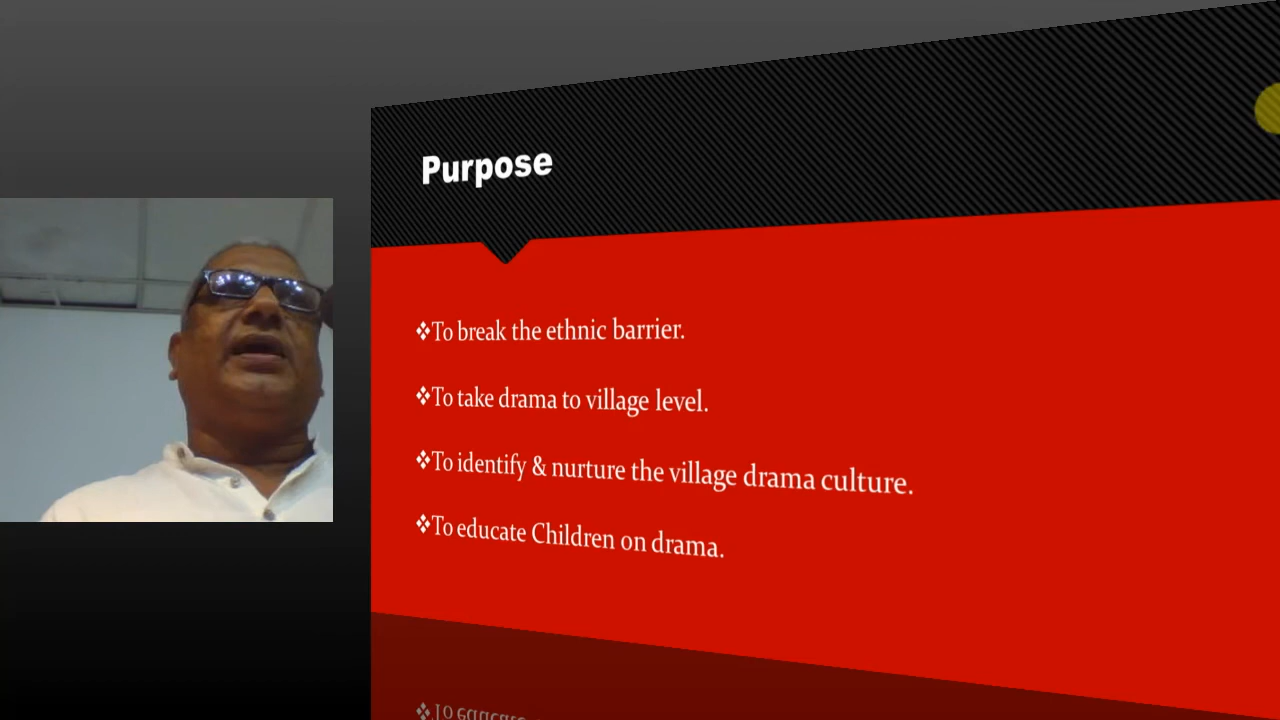 Purpose
❖To break the ethnic barrier.
❖To take drama to village level.
❖To identify & nurture the village drama culture.
❖To educate Children on drama.